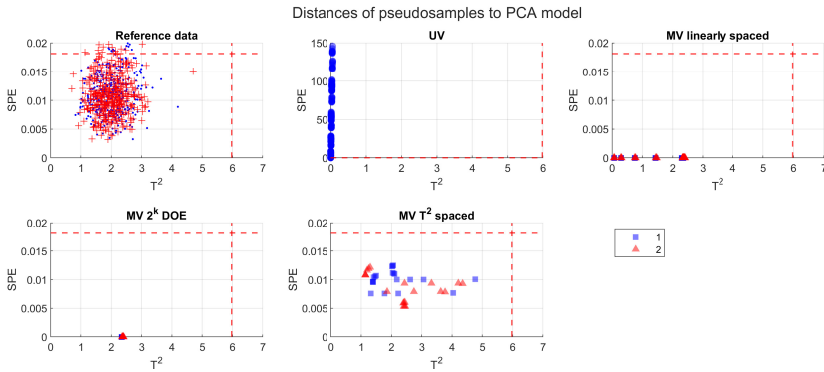 Distances of pseudosamples to PCA model
Reference data
SPE
0.02
0.015
0.01
0.005
0
0 1 2 3 4 5 6 7
T²
UV
SPE
150
100
50
0
0 1 2 3 4 5 6
T²
MV linearly spaced
SPE
0.02
0.015
0.01
0.005
0
0 1 2 3 4 5 6 7
T²
MV 2ᵏ DOE
SPE
0.02
0.015
0.01
0.005
0
0 1 2 3 4 5 6 7
T²
MV T² spaced
SPE
0.02
0.015
0.01
0.005
0
0 1 2 3 4 5 6 7
T²
1
2